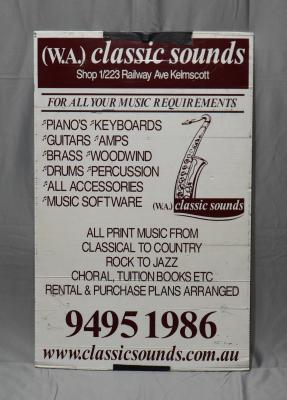 (W.A.) classic sounds
Shop 1/223 Railway Ave Kelmscott
FOR ALL YOUR MUSIC REQUIREMENTS
♫PIANO'S ♫KEYBOARDS
♫GUITARS ♫AMPS
♫BRASS ♫WOODWIND
♫DRUMS ♫PERCUSSION
♫ALL ACCESSORIES
♫MUSIC SOFTWARE
(W.A.) classic sounds
ALL PRINT MUSIC FROM
CLASSICAL TO COUNTRY
ROCK TO JAZZ
CHORAL, TUITION BOOKS ETC
RENTAL & PURCHASE PLANS ARRANGED
9495 1986
www.classicsounds.com.au